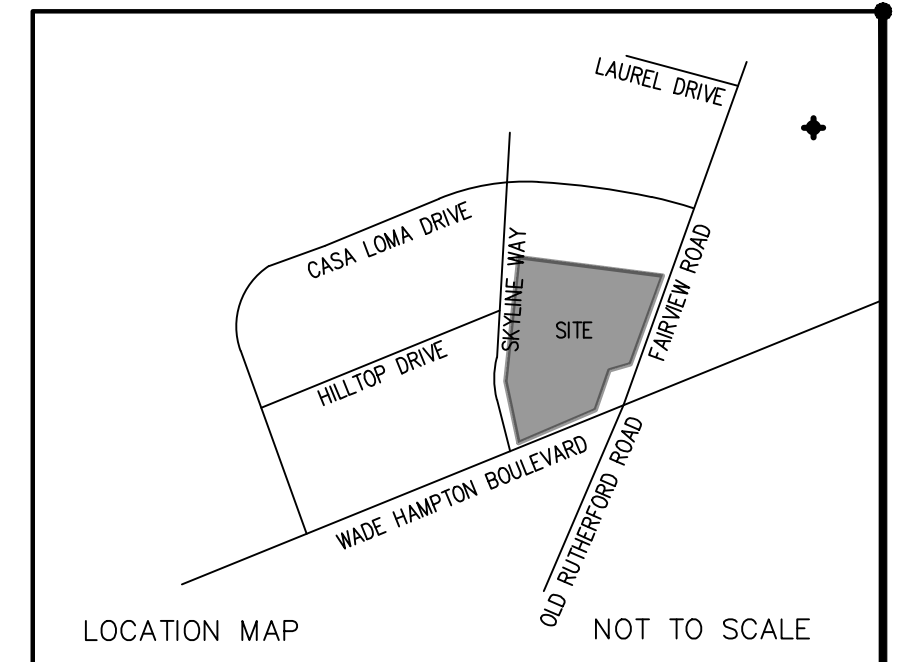 LAUREL DRIVE
CASA LOMA DRIVE
SKYLINE WAY
FAIRVIEW ROAD
SITE
HILLTOP DRIVE
WADE HAMPTON BOULEVARD
OLD RUTHERFORD ROAD
LOCATION MAP
NOT TO SCALE